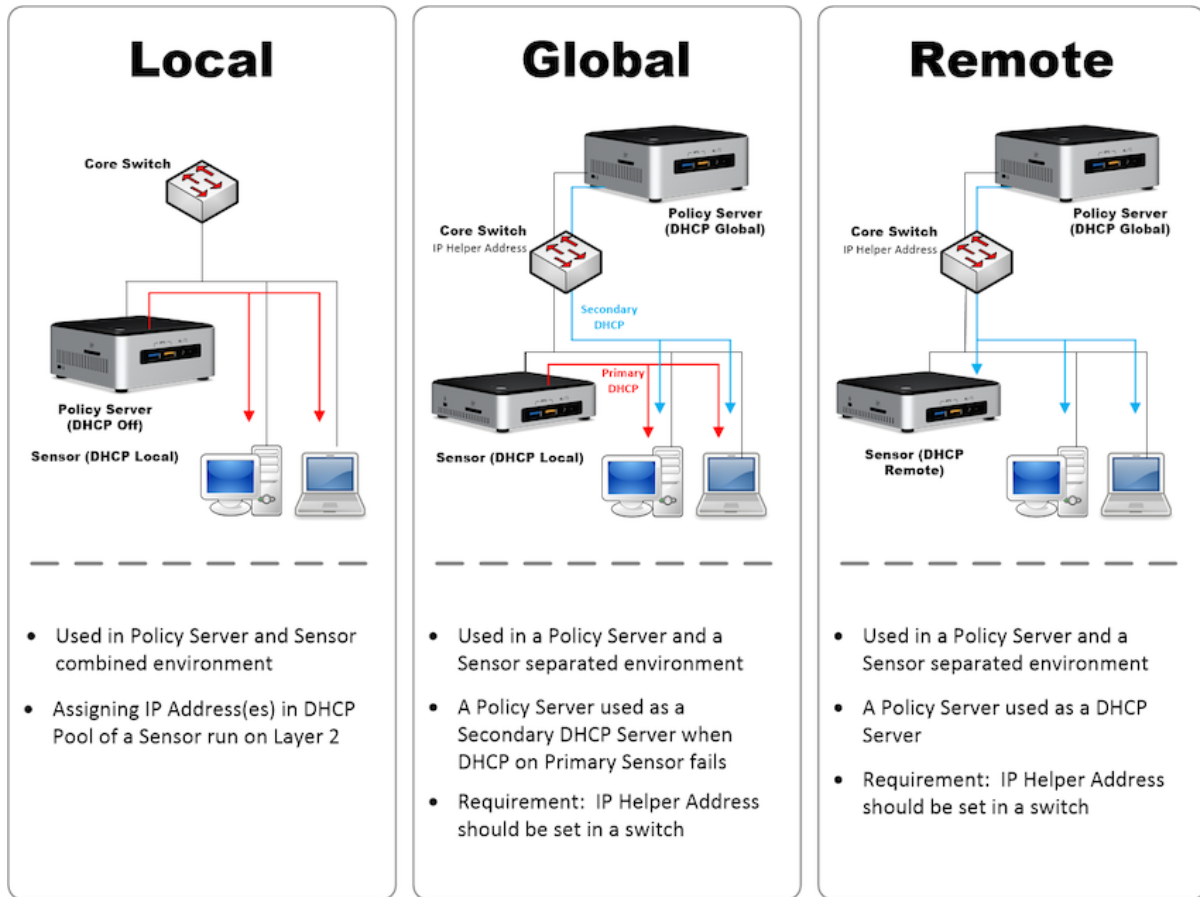 Local
Core Switch
Policy Server
(DHCP Off)
Sensor (DHCP Local)
• Used in Policy Server and Sensor
combined environment
• Assigning IP Address(es) in DHCP
Pool of a Sensor run on Layer 2
Global
Policy Server
(DHCP Global)
Core Switch
IP Helper Address
Secondary
DHCP
Primary
DHCP
Sensor (DHCP Local)
• Used in a Policy Server and a
Sensor separated environment
• A Policy Server used as a
Secondary DHCP Server when
DHCP on Primary Sensor fails
• Requirement: IP Helper Address
should be set in a switch
Remote
Policy Server
(DHCP Global)
Core Switch
IP Helper Address
Sensor (DHCP
Remote)
• Used in a Policy Server and a
Sensor separated environment
• A Policy Server used as a DHCP
Server
• Requirement: IP Helper Address
should be set in a switch